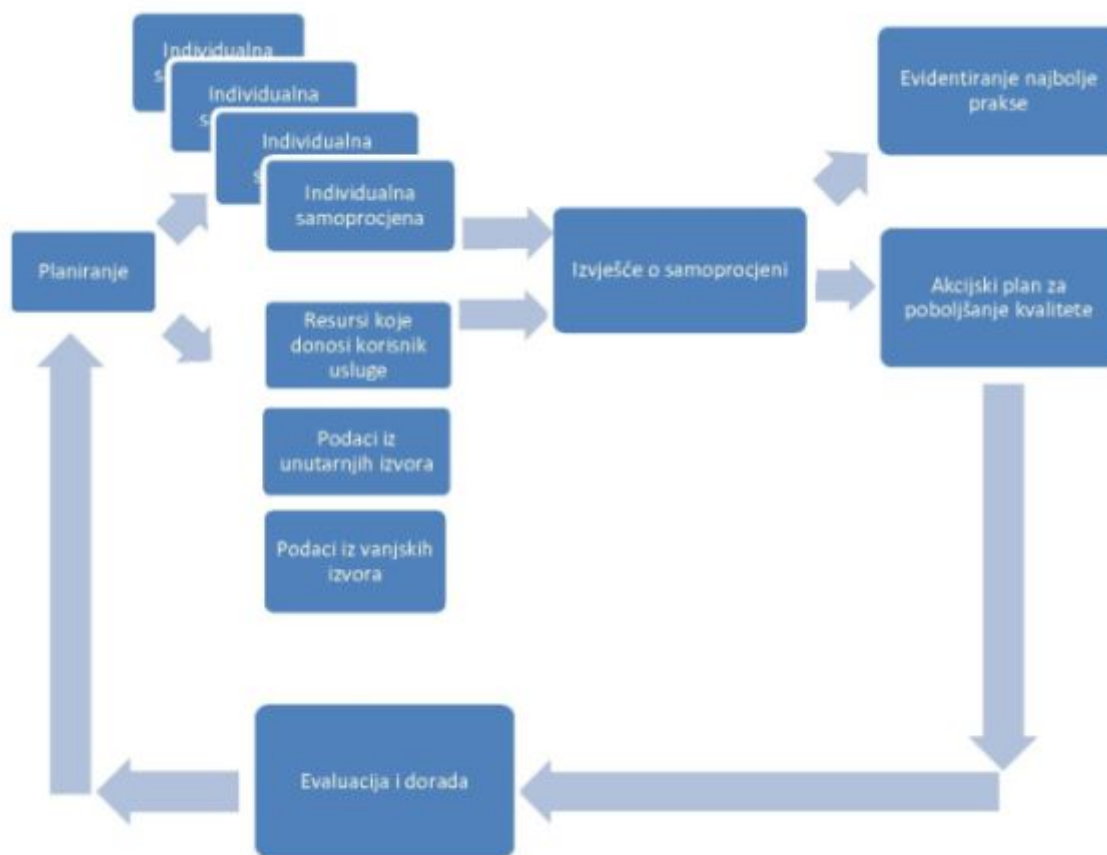 Individualna
Individualna
Individualna
Individualna
samoprocjena
Planiranje
Resursi koje
donosi korisnik
usluge
Podaci iz
unutarnjih izvora
Podaci iz vanjskih
izvora
Izvješće o samoprocjeni
Evidentiranje najbolje
prakse
Akcijski plan za
poboljšanje kvalitete
Evaluacija i dorada